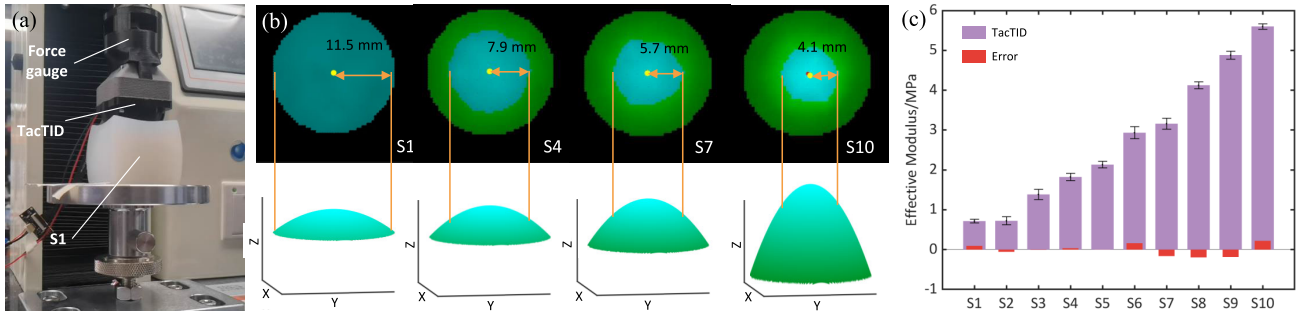 (a)
Force
gauge
TacTID
S1
(b)
11.5 mm
7.9 mm
5.7 mm
4.1 mm
S1
S4
S7
S10
Z
X
Y
Z
X
Y
Z
X
Y
Z
X
Y
(c)
TacTID
Error
Effective Modulus/MPa
6
5
4
3
2
1
0
-1
S1 S2 S3 S4 S5 S6 S7 S8 S9 S10